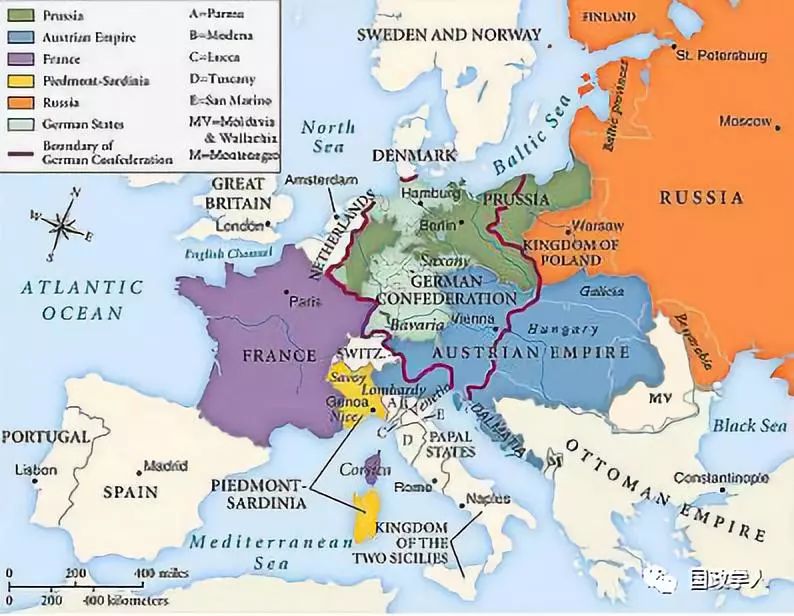 Prussia
Austrian Empire
France
Piedmont-Sardinia
Russia
German States
Boundary of
German Confederation
A=Parma
B=Modena
C=Lucca
D=Tuscany
E=San Marino
MV=Moldavia
& Wallachia
M=Montenegro
SWEDEN AND NORWAY
FINLAND
St. Petersburg
Baltic provinces
Moscow
North
Sea
Baltic Sea
DENMARK
RUSSIA
GREAT
BRITAIN
London
Amsterdam
NETHERLANDS
Hamburg
Berlin
PRUSSIA
Warsaw
KINGDOM OF
POLAND
N
W
E
S
English Channel
ATLANTIC
OCEAN
Saxony
GERMAN
CONFEDERATION
Galicia
Paris
Bavaria
Vienna
Hungary
Bessarabia
FRANCE
SWITZ.
AUSTRIAN EMPIRE
Savoy
Lombardy
Venetia
Genoa
Nice
A
B
C
D
E
MV
DALMATIA
M
Black Sea
PORTUGAL
Lisbon
Madrid
SPAIN
PAPAL
STATES
Corsica
Rome
OTTOMAN EMPIRE
Constantinople
PIEDMONT-
SARDINIA
Naples
KINGDOM
OF THE
TWO SICILIES
Mediterranean
Sea
0 200 400 miles
0 200 400 kilometers
国政学人